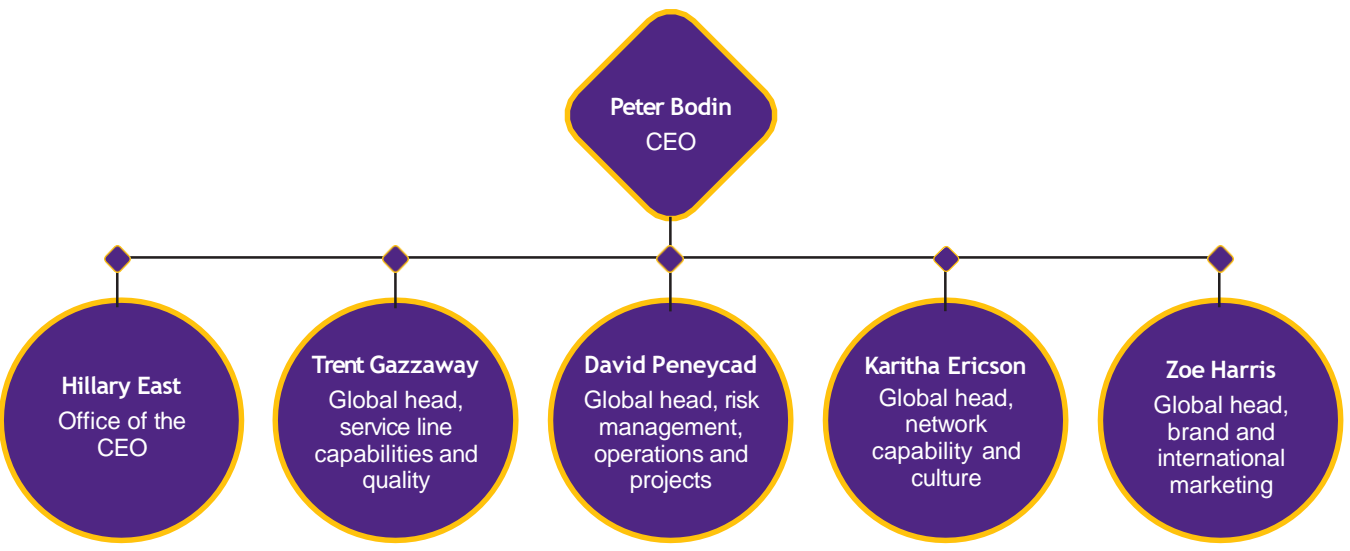 Peter Bodin
CEO
Hillary East
Office of the
CEO
Trent Gazzaway
Global head,
service line
capabilities and
quality
David Peneycad
Global head, risk
management,
operations and
projects
Karitha Ericson
Global head,
network
capability and
culture
Zoe Harris
Global head,
brand and
international
marketing